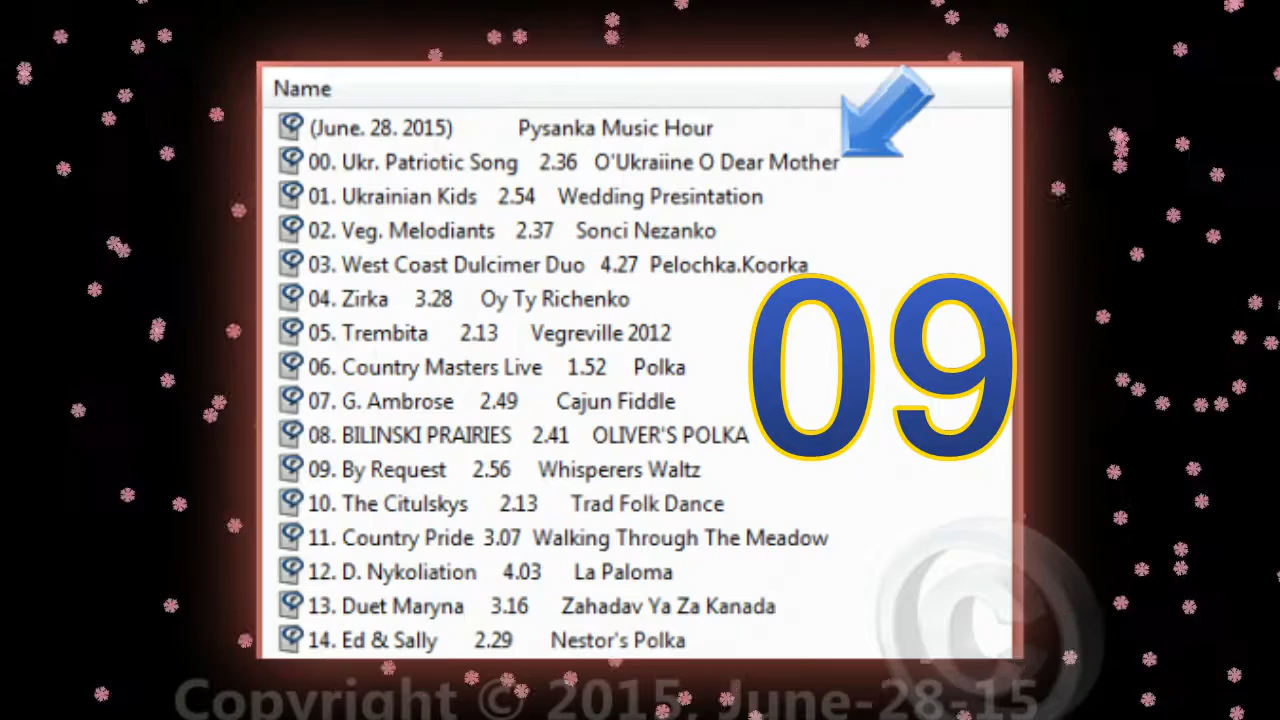 Name
(June. 28. 2015) Pysanka Music Hour
00. Ukr. Patriotic Song 2.36 O'Ukraiine O Dear Mother
01. Ukrainian Kids 2.54 Wedding Presintation
02. Veg. Melodiants 2.37 Sonci Nezanko
03. West Coast Dulcimer Duo 4.27 Pelochka.Koorka
04. Zirka 3.28 Oy Ty Richenko
05. Trembita 2.13 Vegreville 2012
06. Country Masters Live 1.52 Polka
07. G. Ambrose 2.49 Cajun Fiddle
08. BILINSKI PRAIRIES 2.41 OLIVER'S POLKA
09. By Request 2.56 Whisperers Waltz
10. The Citulskys 2.13 Trad Folk Dance
11. Country Pride 3.07 Walking Through The Meadow
12. D. Nykoliation 4.03 La Paloma
13. Duet Maryna 3.16 Zahadav Ya Za Kanada
14. Ed & Sally 2.29 Nestor's Polka
09
©
Copyright © 2015, June-28-15